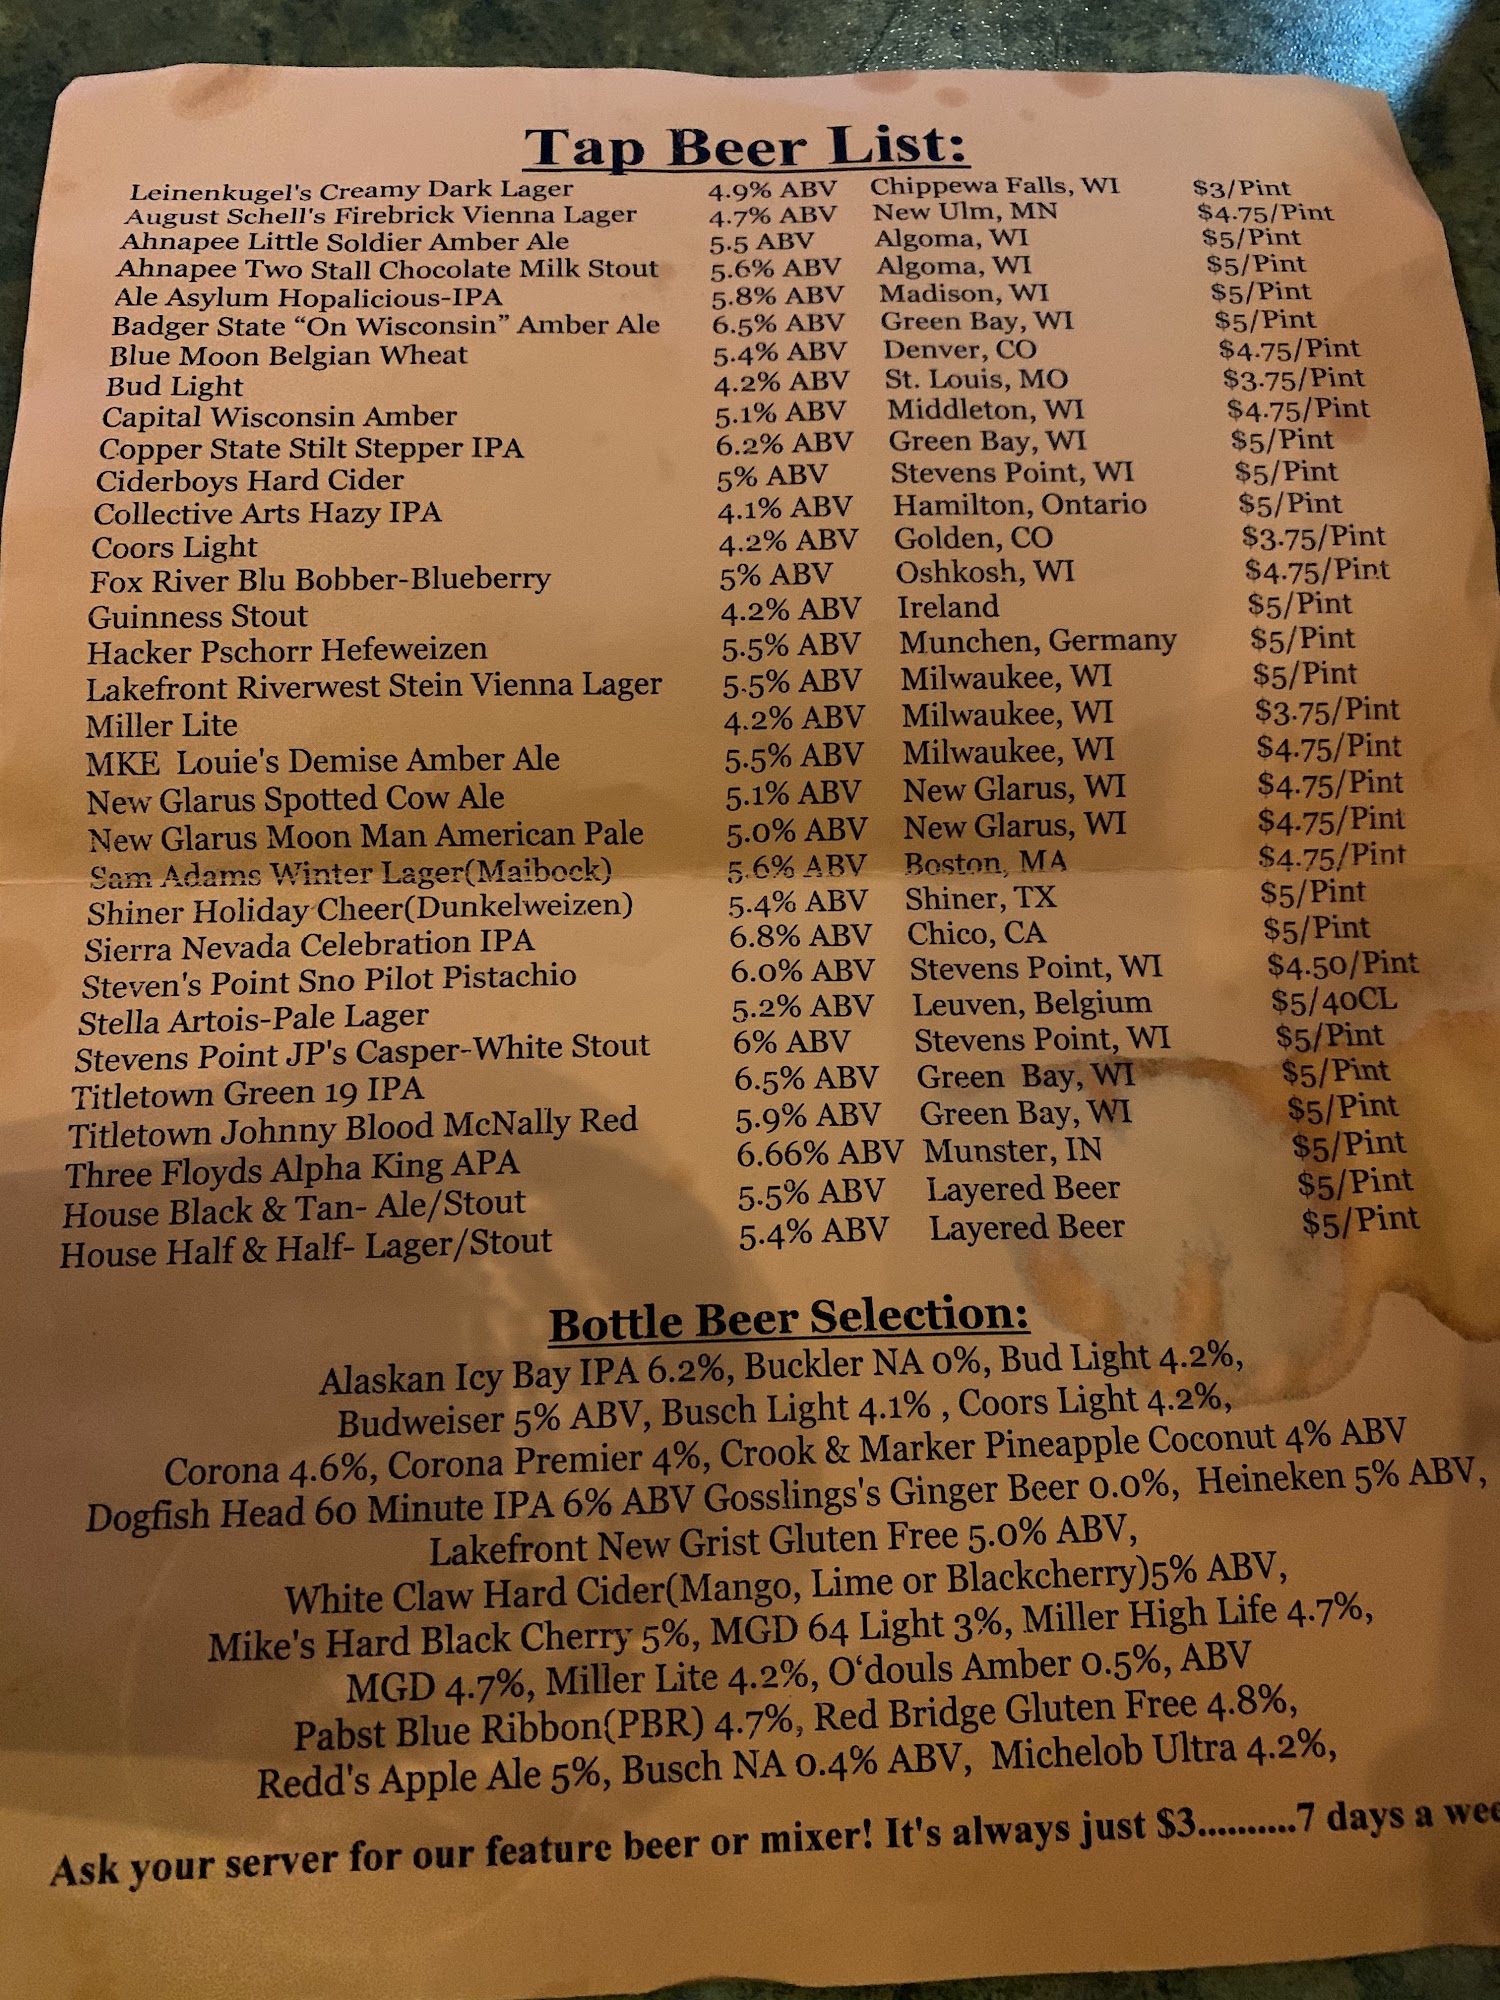 Tap Beer List:
Leinenkugel's Creamy Dark Lager 4.9% ABV Chippewa Falls, WI $3/Pint
August Schell's Firebrick Vienna Lager 4.7% ABV New Ulm, MN $4.75/Pint
Ahnapee Little Soldier Amber Ale 5.5 ABV Algoma, WI $5/Pint
Ahnapee Two Stall Chocolate Milk Stout 5.6% ABV Algoma, WI $5/Pint
Ale Asylum Hopalicious-IPA 5.8% ABV Madison, WI $5/Pint
Badger State “On Wisconsin” Amber Ale 6.5% ABV Green Bay, WI $5/Pint
Blue Moon Belgian Wheat 5.4% ABV Denver, CO $4.75/Pint
Bud Light 4.2% ABV St. Louis, MO $3.75/Pint
Capital Wisconsin Amber 5.1% ABV Middleton, WI $4.75/Pint
Copper State Stilt Stepper IPA 6.2% ABV Green Bay, WI $5/Pint
Ciderboys Hard Cider 5% ABV Stevens Point, WI $5/Pint
Collective Arts Hazy IPA 4.1% ABV Hamilton, Ontario $5/Pint
Coors Light 4.2% ABV Golden, CO $3.75/Pint
Fox River Blu Bobber-Blueberry 5% ABV Oshkosh, WI $4.75/Pint
Guinness Stout 4.2% ABV Ireland $5/Pint
Hacker Pschorr Hefeweizen 5.5% ABV Munchen, Germany $5/Pint
Lakefront Riverwest Stein Vienna Lager 5.5% ABV Milwaukee, WI $5/Pint
Miller Lite 4.2% ABV Milwaukee, WI $3.75/Pint
MKE Louie's Demise Amber Ale 5.5% ABV Milwaukee, WI $4.75/Pint
New Glarus Spotted Cow Ale 5.1% ABV New Glarus, WI $4.75/Pint
New Glarus Moon Man American Pale 5.0% ABV New Glarus, WI $4.75/Pint
Sam Adams Winter Lager(Maibock) 5.6% ABV Boston, MA $4.75/Pint
Shiner Holiday Cheer(Dunkelweizen) 5.4% ABV Shiner, TX $5/Pint
Sierra Nevada Celebration IPA 6.8% ABV Chico, CA $5/Pint
Steven's Point Sno Pilot Pistachio 6.0% ABV Stevens Point, WI $4.50/Pint
Stella Artois-Pale Lager 5.2% ABV Leuven, Belgium $5/40CL
Stevens Point JP's Casper-White Stout 6% ABV Stevens Point, WI $5/Pint
Titletown Green 19 IPA 6.5% ABV Green Bay, WI $5/Pint
Titletown Johnny Blood McNally Red 5.9% ABV Green Bay, WI $5/Pint
Three Floyds Alpha King APA 6.66% ABV Munster, IN $5/Pint
House Black & Tan- Ale/Stout 5.5% ABV Layered Beer $5/Pint
House Half & Half- Lager/Stout 5.4% ABV Layered Beer $5/Pint
Bottle Beer Selection:
Alaskan Icy Bay IPA 6.2%, Buckler NA 0%, Bud Light 4.2%,
Budweiser 5% ABV, Busch Light 4.1% , Coors Light 4.2%,
Corona 4.6%, Corona Premier 4%, Crook & Marker Pineapple Coconut 4% ABV
Dogfish Head 60 Minute IPA 6% ABV Gosslings's Ginger Beer 0.0%, Heineken 5% ABV,
Lakefront New Grist Gluten Free 5.0% ABV,
White Claw Hard Cider(Mango, Lime or Blackcherry)5% ABV,
Mike's Hard Black Cherry 5%, MGD 64 Light 3%, Miller High Life 4.7%,
MGD 4.7%, Miller Lite 4.2%, O‘douls Amber 0.5%, ABV
Pabst Blue Ribbon(PBR) 4.7%, Red Bridge Gluten Free 4.8%,
Redd's Apple Ale 5%, Busch NA 0.4% ABV, Michelob Ultra 4.2%,
Ask your server for our feature beer or mixer! It's always just $3..........7 days a wee